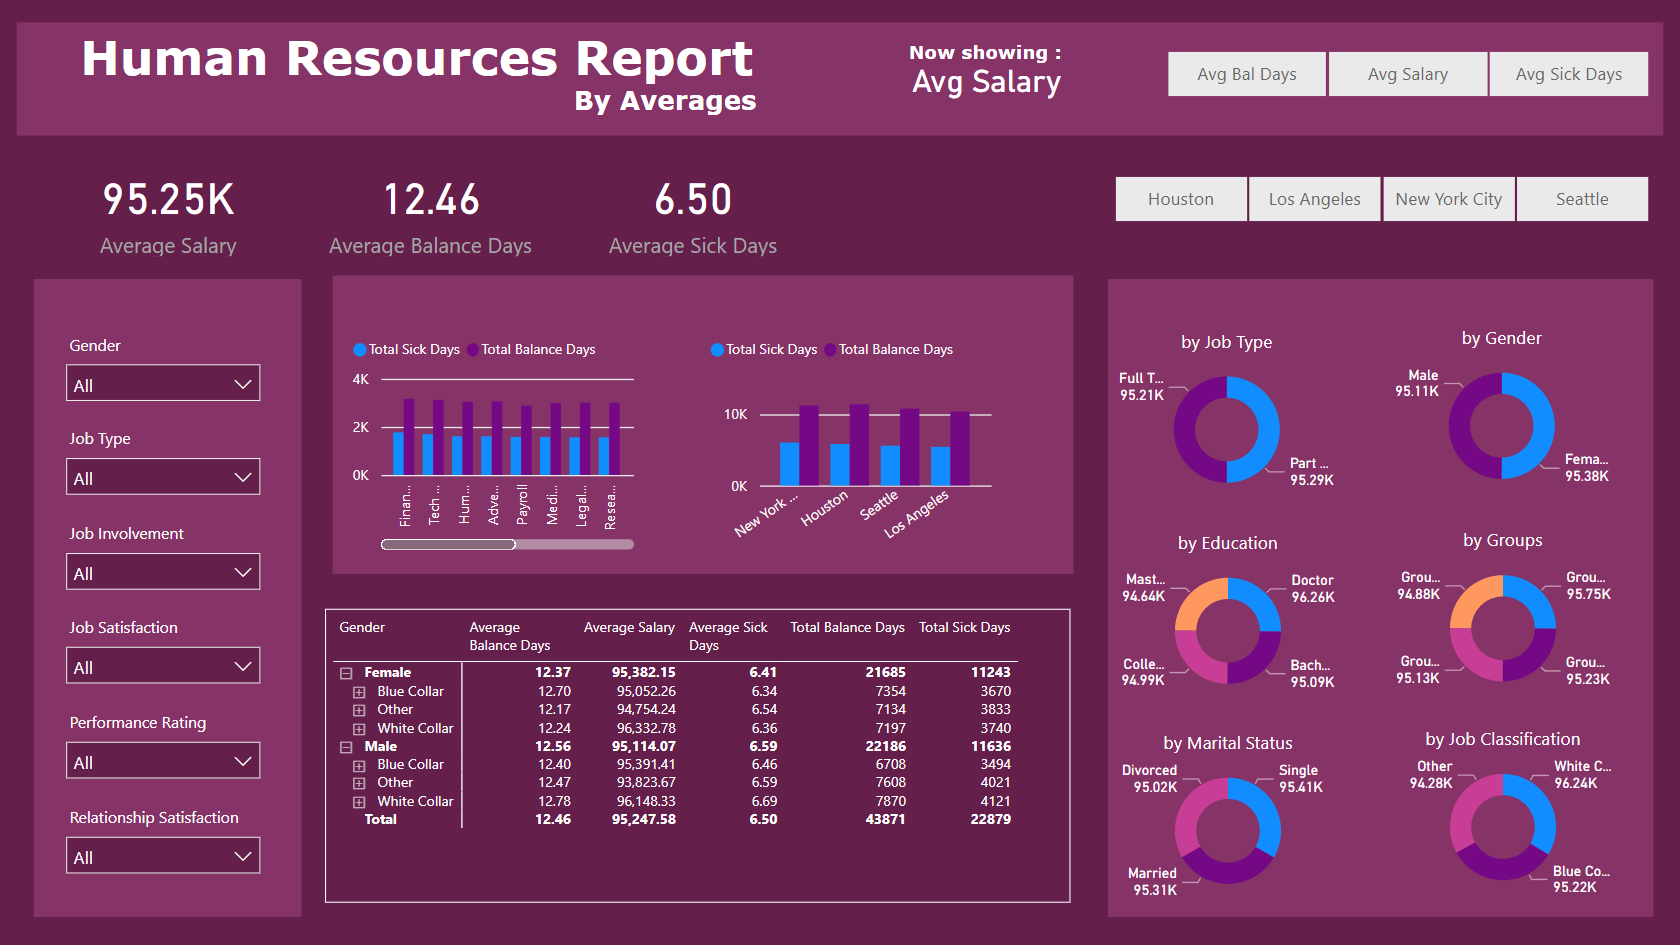 Human Resources Report
By Averages
Now showing :
Avg Salary
Avg Bal Days
Avg Salary
Avg Sick Days
95.25K
Average Salary
12.46
Average Balance Days
6.50
Average Sick Days
Houston
Los Angeles
New York City
Seattle
Gender
All
Job Type
All
Job Involvement
All
Job Satisfaction
All
Performance Rating
All
Relationship Satisfaction
All
Total Sick Days Total Balance Days
4K
2K
0K
Finan...
Tech ...
Hum...
Adve...
Payroll
Medi...
Legal...
Resea...
Total Sick Days Total Balance Days
10K
0K
New York ...
Houston
Seattle
Los Angeles
Gender Average Balance Days Average Salary Average Sick Days Total Balance Days Total Sick Days
Female 12.37 95,382.15 6.41 21685 11243
Blue Collar 12.70 95,052.26 6.34 7354 3670
Other 12.17 94,754.24 6.54 7134 3833
White Collar 12.24 96,332.78 6.36 7197 3740
Male 12.56 95,114.07 6.59 22186 11636
Blue Collar 12.40 95,391.41 6.46 6708 3494
Other 12.47 93,823.67 6.59 7608 4021
White Collar 12.78 96,148.33 6.69 7870 4121
Total 12.46 95,247.58 6.50 43871 22879
by Job Type
Full T...
95.21K
Part ...
95.29K
by Gender
Male
95.11K
Fema...
95.38K
by Education
Mast...
94.64K
Doctor
96.26K
Colle...
94.99K
Bach...
95.09K
by Groups
Grou...
94.88K
Grou...
95.75K
Grou...
95.13K
Grou...
95.23K
by Marital Status
Divorced
95.02K
Single
95.41K
Married
95.31K
by Job Classification
Other
94.28K
White C...
96.24K
Blue Co...
95.22K